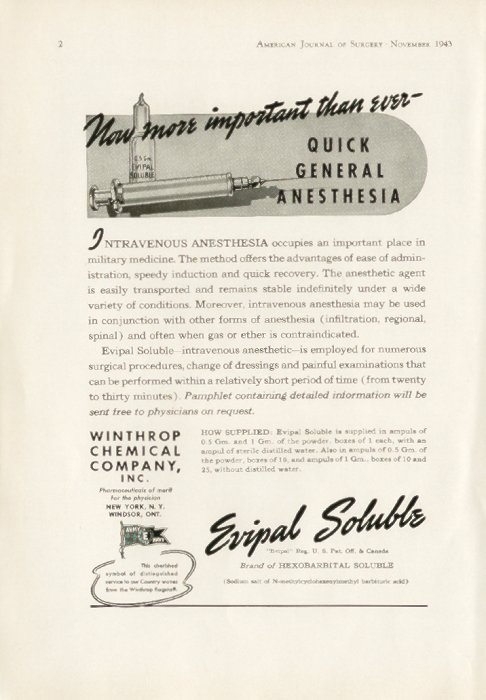 2
American Journal of Surgery · November 1943
Now more important than ever—
0.5 Gm.
EVIPAL
SOLUBLE
QUICK
GENERAL
ANESTHESIA
INTRAVENOUS ANESTHESIA occupies an important place in
military medicine. The method offers the advantages of ease of admin-
istration, speedy induction and quick recovery. The anesthetic agent
is easily transported and remains stable indefinitely under a wide
variety of conditions. Moreover, intravenous anesthesia may be used
in conjunction with other forms of anesthesia (infiltration, regional,
spinal) and often when gas or ether is contraindicated.
Evipal Soluble—intravenous anesthetic—is employed for numerous
surgical procedures, change of dressings and painful examinations that
can be performed within a relatively short period of time (from twenty
to thirty minutes). Pamphlet containing detailed information will be
sent free to physicians on request.
HOW SUPPLIED: Evipal Soluble is supplied in ampuls of
0.5 Gm. and 1 Gm. of the powder, boxes of 1 each, with an
ampul of sterile distilled water. Also in ampuls of 0.5 Gm. of
the powder, boxes of 10; and ampuls of 1 Gm., boxes of 10 and
25, without distilled water.
WINTHROP
CHEMICAL
COMPANY,
INC.
Pharmaceuticals of merit
for the physician
NEW YORK, N. Y.
WINDSOR, ONT.
ARMY
E
NAVY
This cherished
symbol of distinguished
service to our Country waves
from the Winthrop flagstaff.
Evipal Soluble
"Evipal" Reg. U. S. Pat. Off. & Canada
Brand of HEXOBARBITAL SOLUBLE
(Sodium salt of N-methylcyclohexenylmethyl barbituric acid)